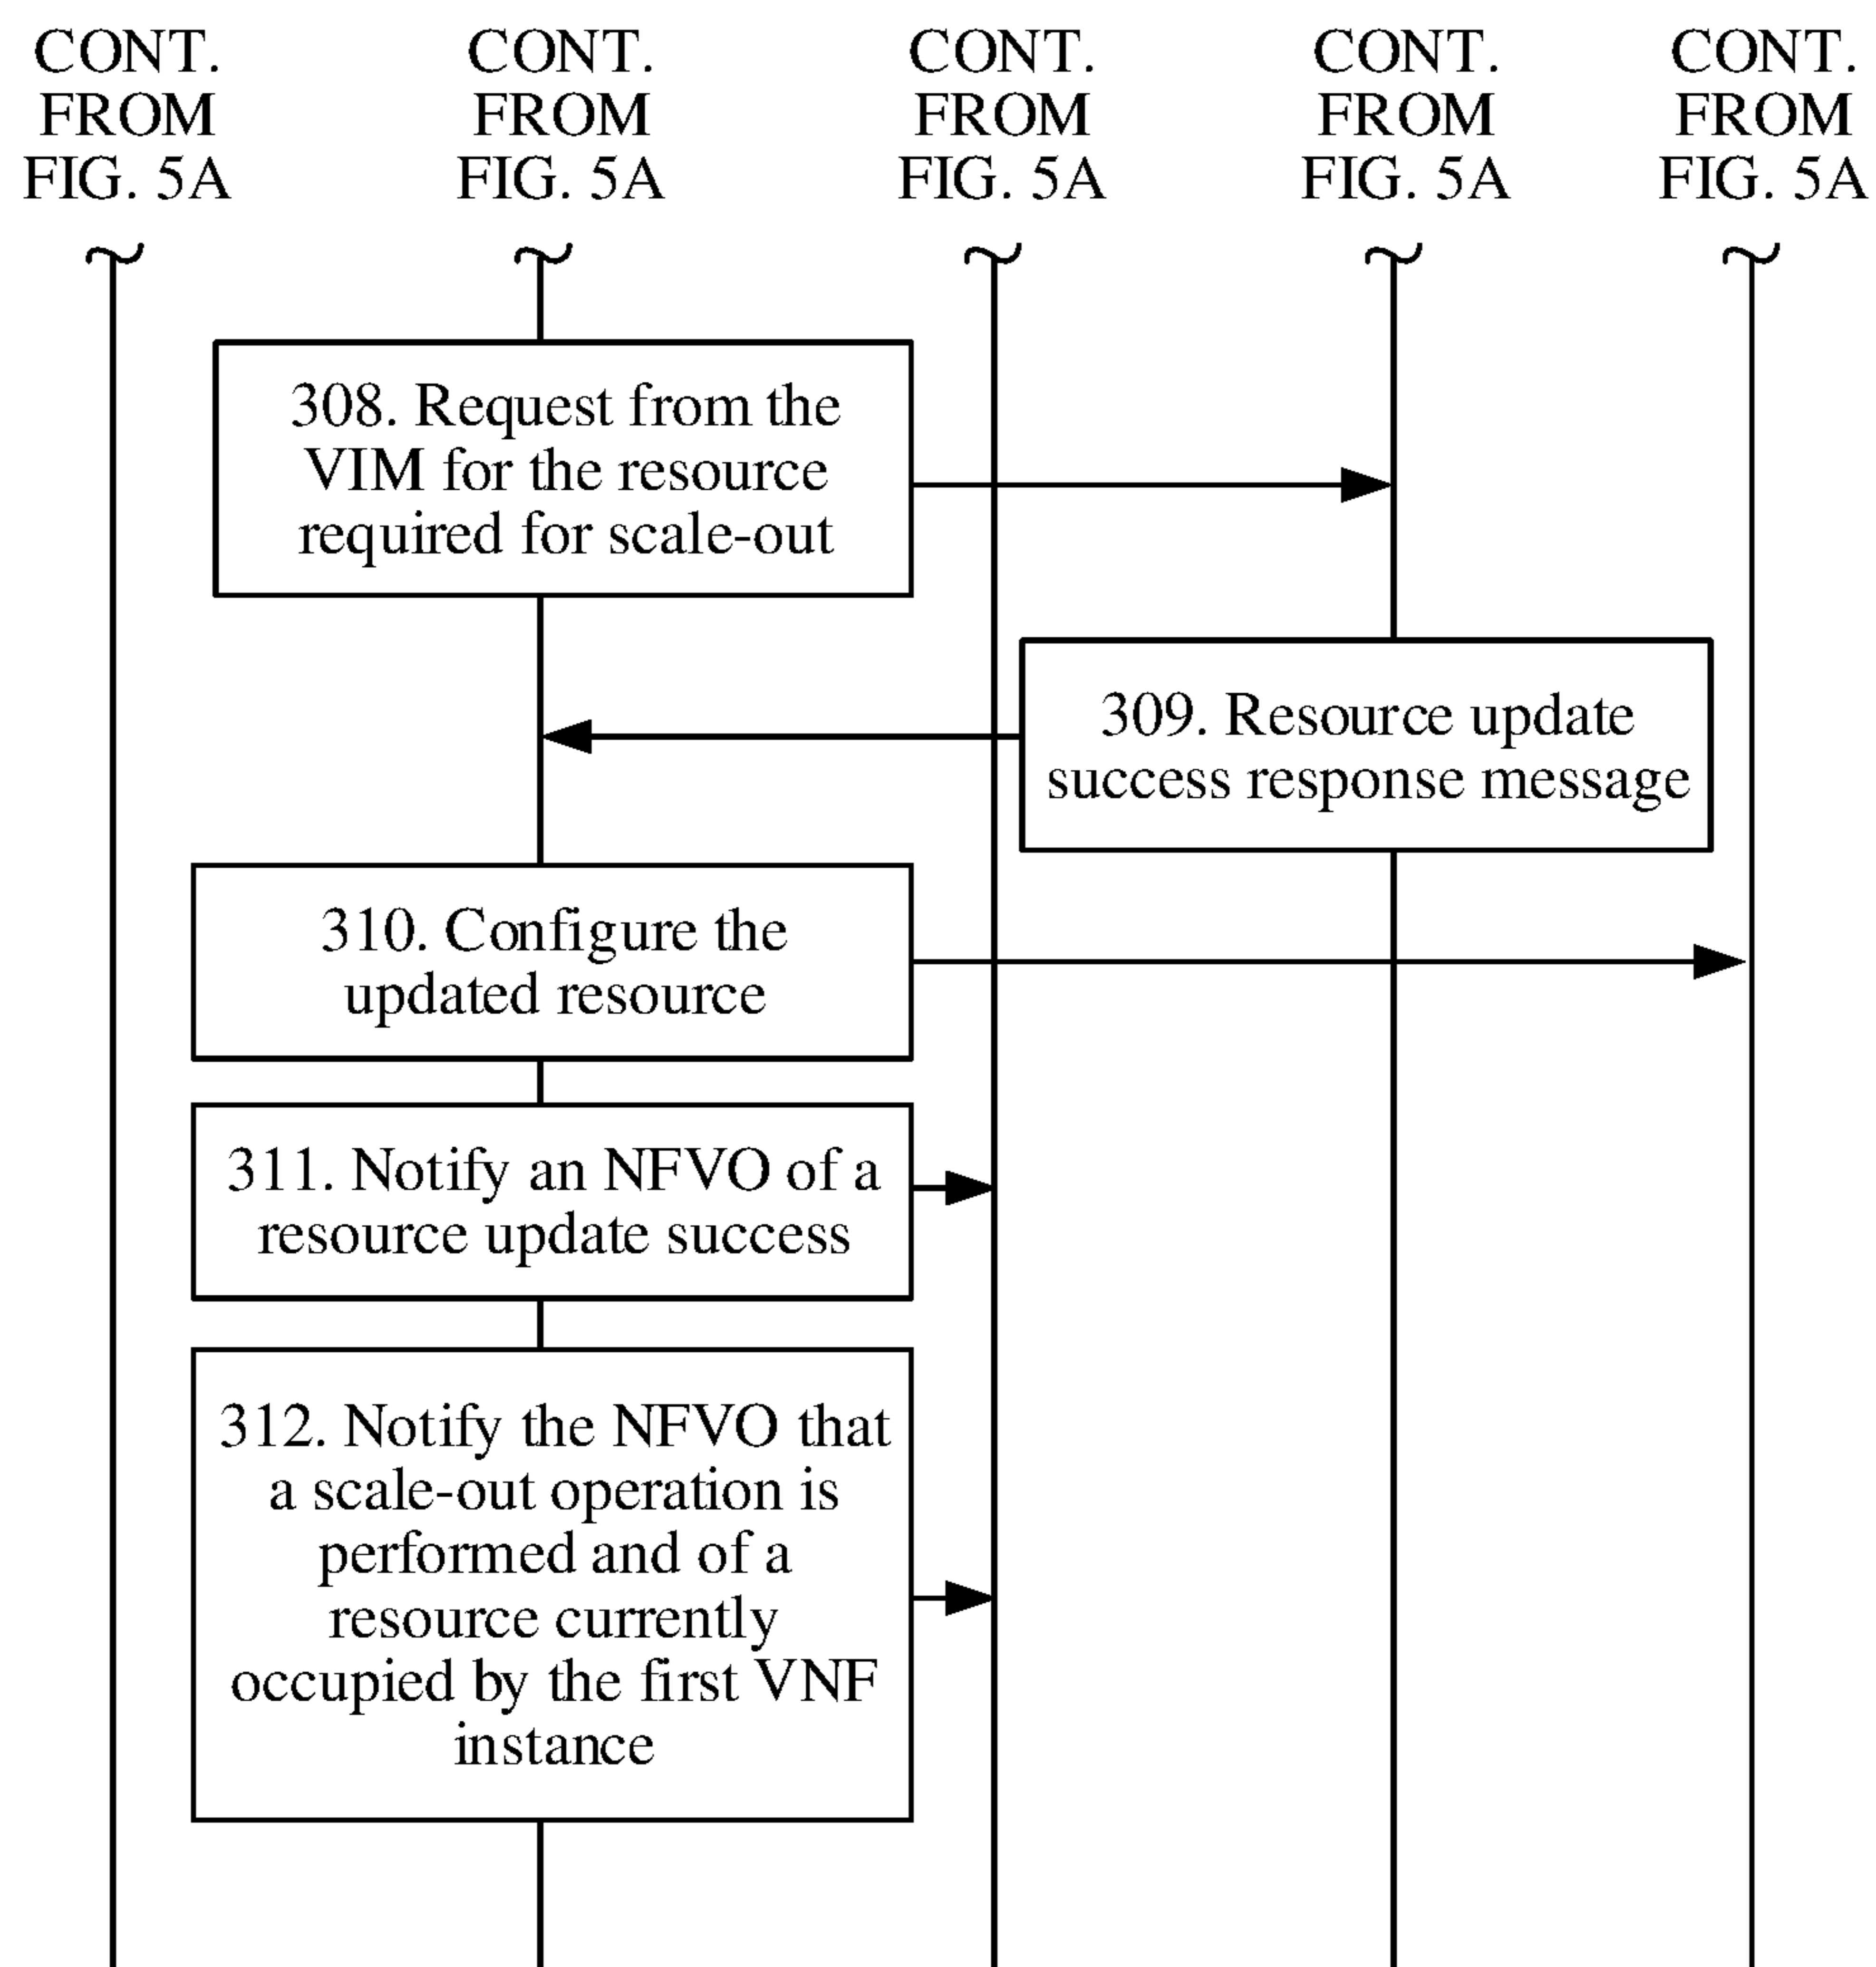 CONT. FROM FIG. 5A
CONT. FROM FIG. 5A
CONT. FROM FIG. 5A
CONT. FROM FIG. 5A
CONT. FROM FIG. 5A
308. Request from the
VIM for the resource
required for scale-out
309. Resource update
success response message
310. Configure the
updated resource
311. Notify an NFVO of a
resource update success
312. Notify the NFVO that
a scale-out operation is
performed and of a
resource currently
occupied by the first VNF
instance